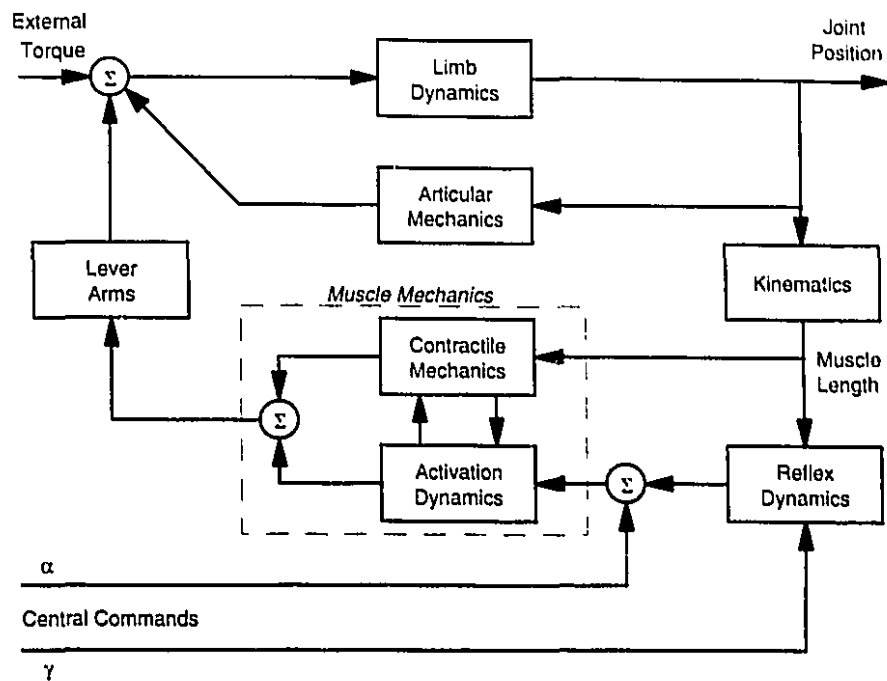 External
Torque
Σ
Limb
Dynamics
Joint
Position
Articular
Mechanics
Lever
Arms
Kinematics
Muscle Mechanics
Contractile
Mechanics
Muscle
Length
Σ
Activation
Dynamics
Σ
Reflex
Dynamics
α
Central Commands
γ